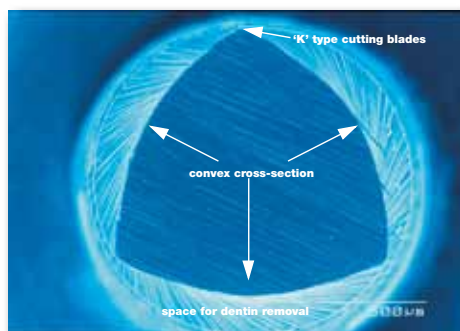 ‘K’ type cutting blades
convex cross-section
space for dentin removal